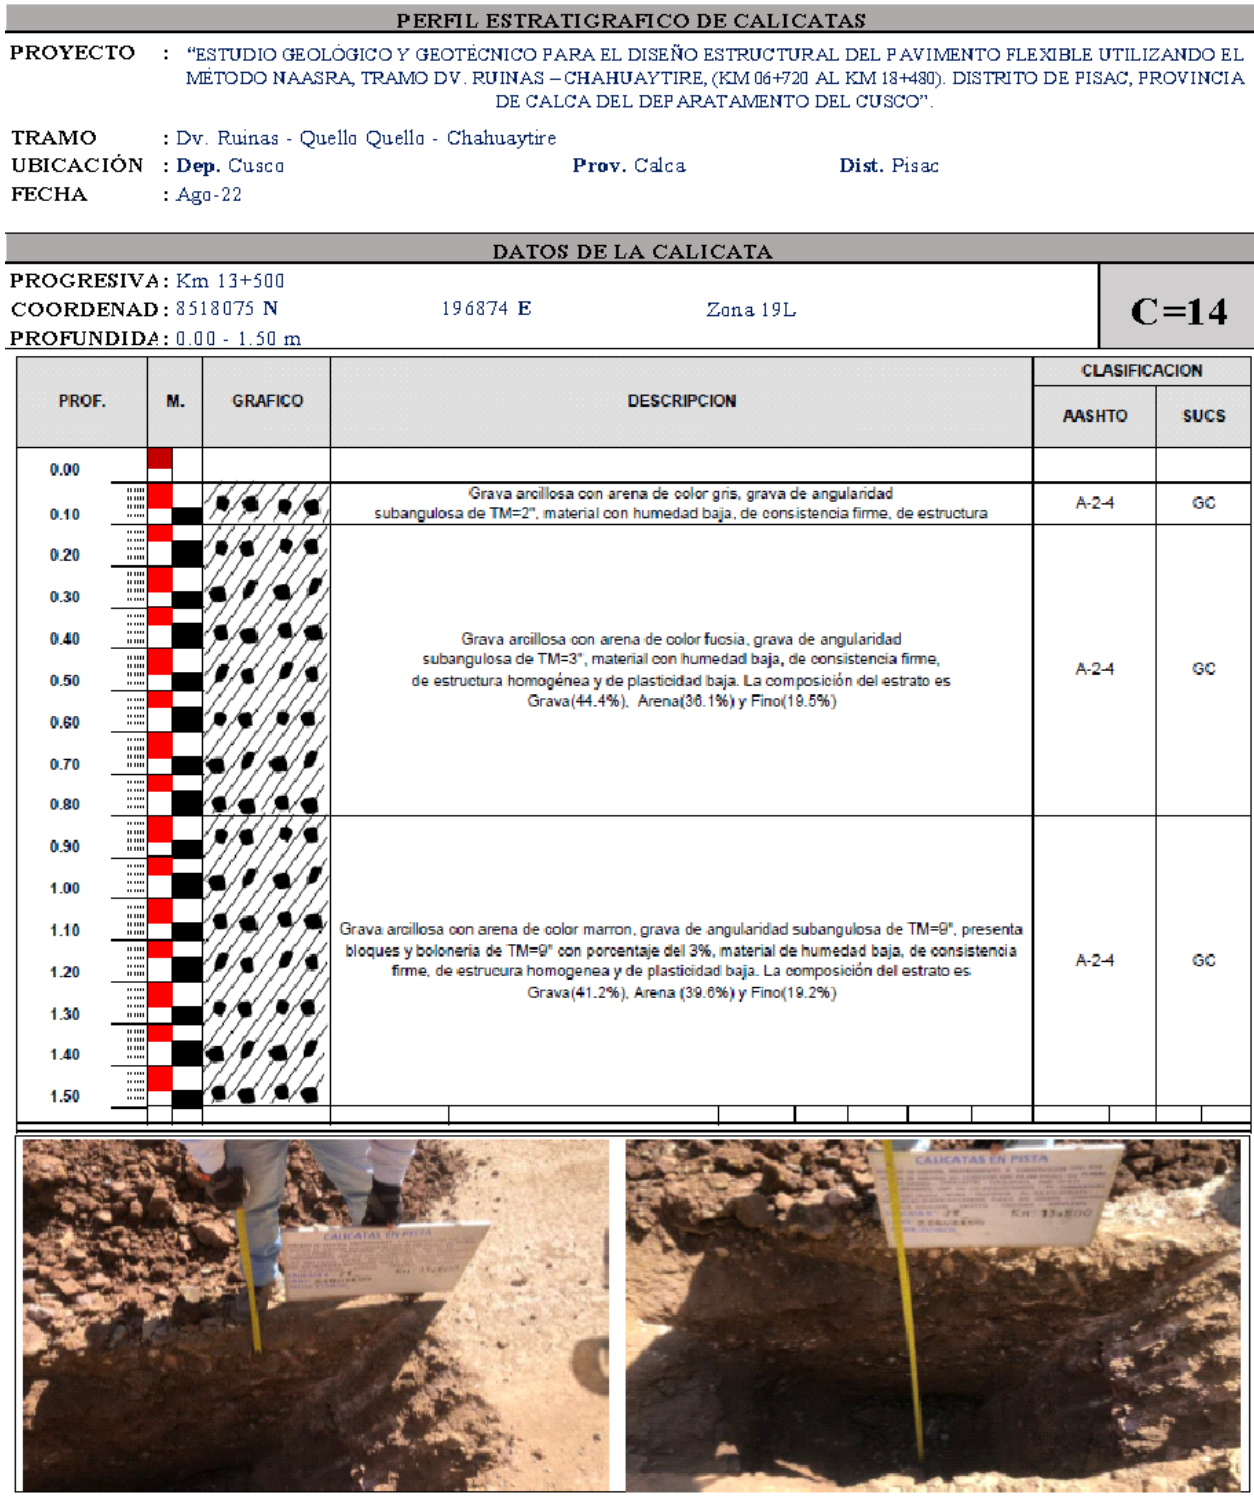 PERFIL ESTRATIGRAFICO DE CALICATAS
PROYECTO : "ESTUDIO GEOLÓGICO Y GEOTÉCNICO PARA EL DISEÑO ESTRUCTURAL DEL PAVIMENTO FLEXIBLE UTILIZANDO EL
MÉTODO NAASRA, TRAMO DV. RUINAS – CHAHUAYTIRE, (KM 06+720 AL KM 18+480). DISTRITO DE PISAC, PROVINCIA
DE CALCA DEL DEPARATAMENTO DEL CUSCO".
TRAMO : Dv. Ruinas - Quello Quello - Chahuaytire
UBICACIÓN : Dep. Cusco Prov. Calca Dist. Pisac
FECHA : Ago-22
DATOS DE LA CALICATA
PROGRESIVA: Km 13+500
COORDENAD: 8518075 N 196874 E Zona 19L
PROFUNDIDA: 0.00 - 1.50 m
C=14
PROF. M. GRAFICO DESCRIPCION CLASIFICACION
AASHTO SUCS
0.00
0.10
Grava arcillosa con arena de color gris, grava de angularidad
subangulosa de TM=2", material con humedad baja, de consistencia firme, de estructura
A-2-4 GC
0.20
0.30
0.40
0.50
0.60
0.70
0.80
Grava arcillosa con arena de color fucsia, grava de angularidad
subangulosa de TM=3", material con humedad baja, de consistencia firme,
de estructura homogénea y de plasticidad baja. La composición del estrato es
Grava(44.4%), Arena(36.1%) y Fino(19.5%)
A-2-4 GC
0.90
1.00
1.10
1.20
1.30
1.40
1.50
Grava arcillosa con arena de color marron, grava de angularidad subangulosa de TM=9", presenta
bloques y boloneria de TM=9" con porcentaje del 3%, material de humedad baja, de consistencia
firme, de estrucura homogenea y de plasticidad baja. La composición del estrato es
Grava(41.2%), Arena (39.6%) y Fino(19.2%)
A-2-4 GC
CALICATAS EN PISTA
CALICATAS EN PISTA